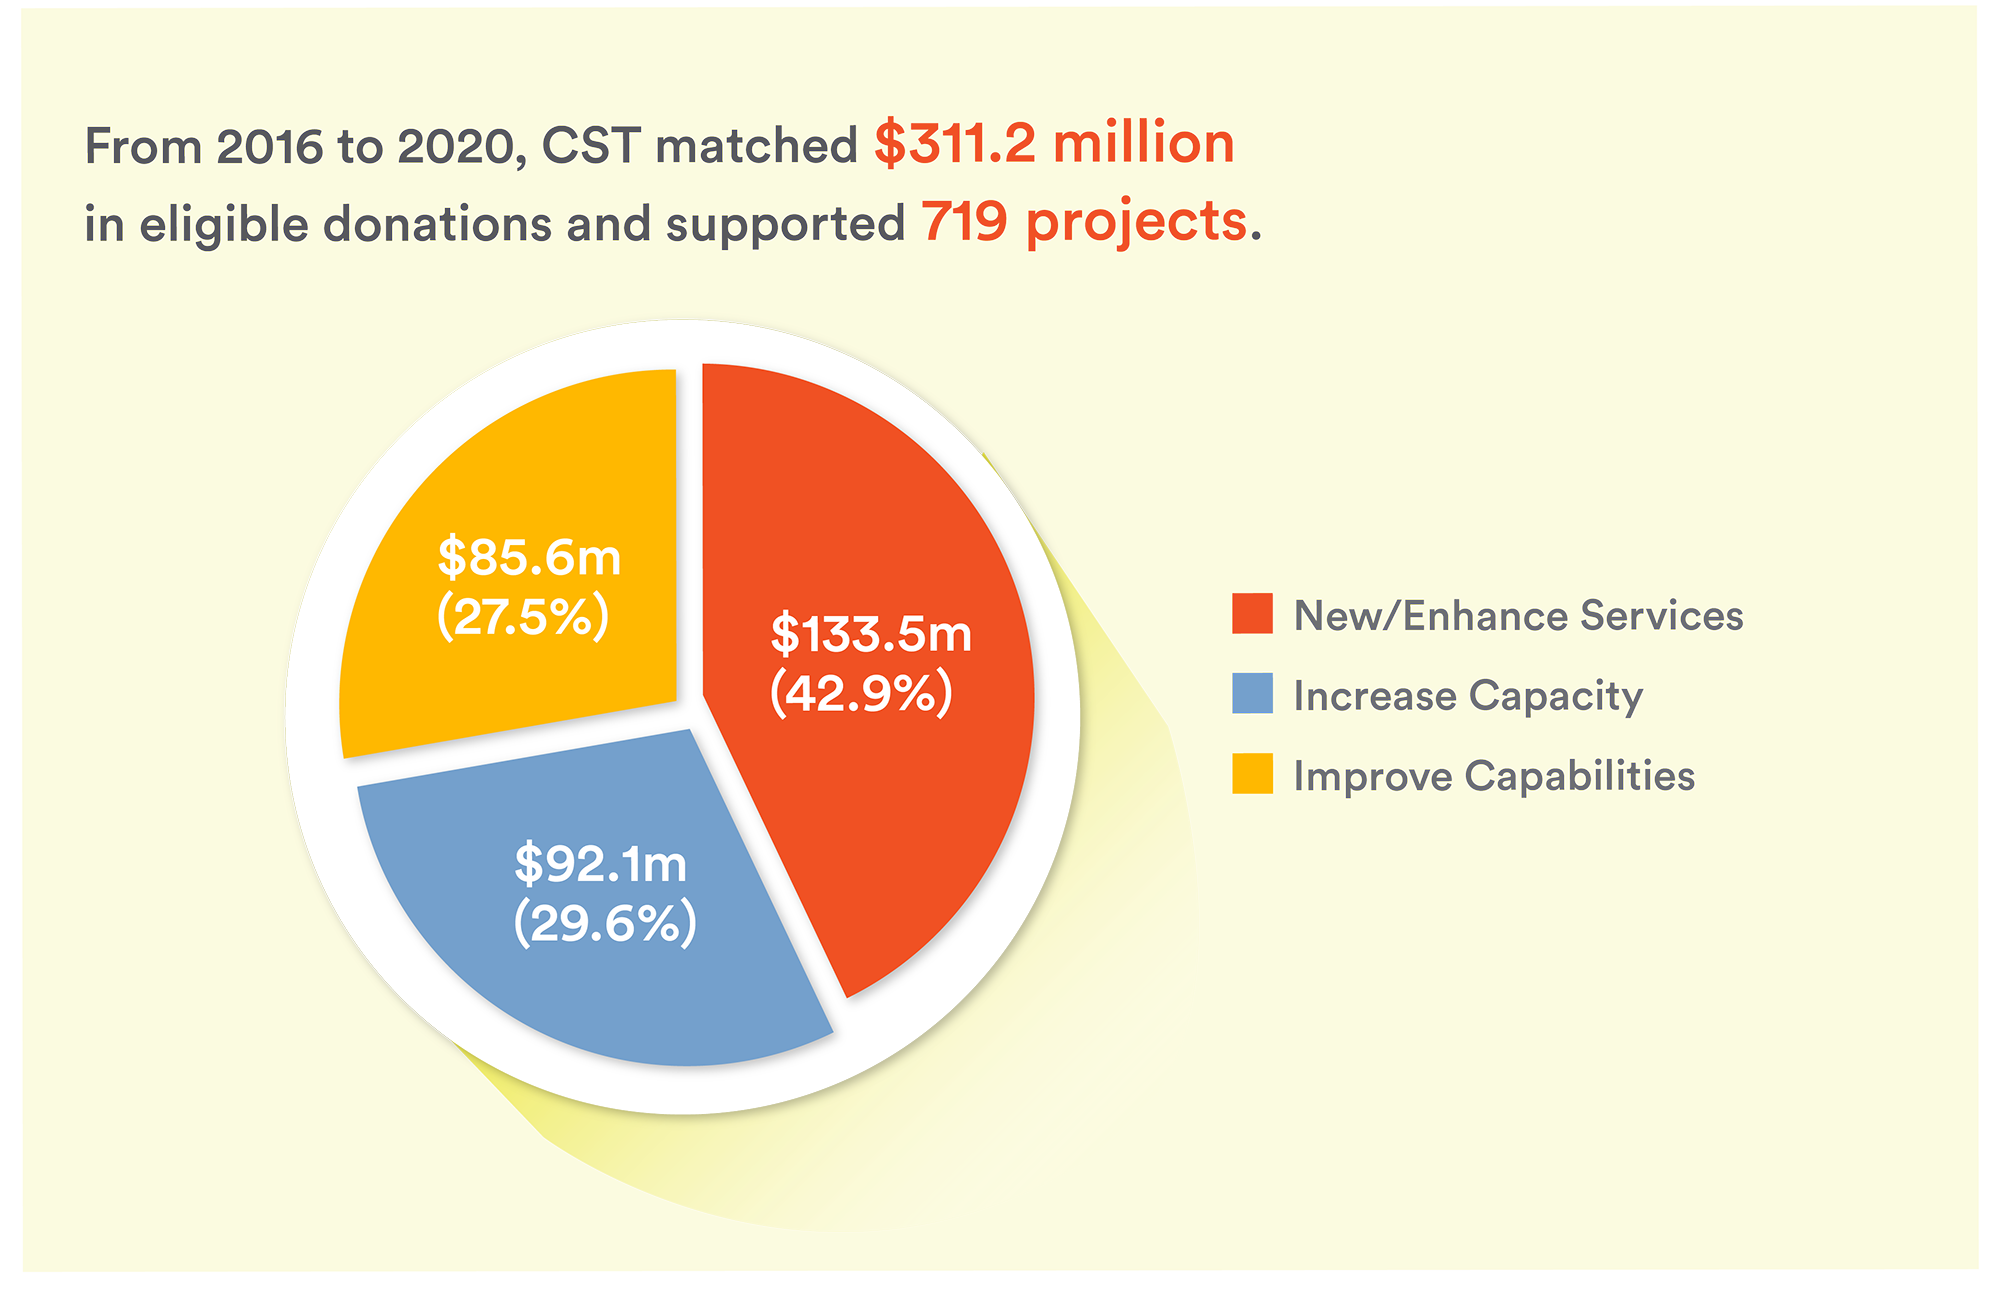 From 2016 to 2020, CST matched $311.2 million
in eligible donations and supported 719 projects.
$85.6m
(27.5%)
$133.5m
(42.9%)
$92.1m
(29.6%)
New/Enhance Services
Increase Capacity
Improve Capabilities